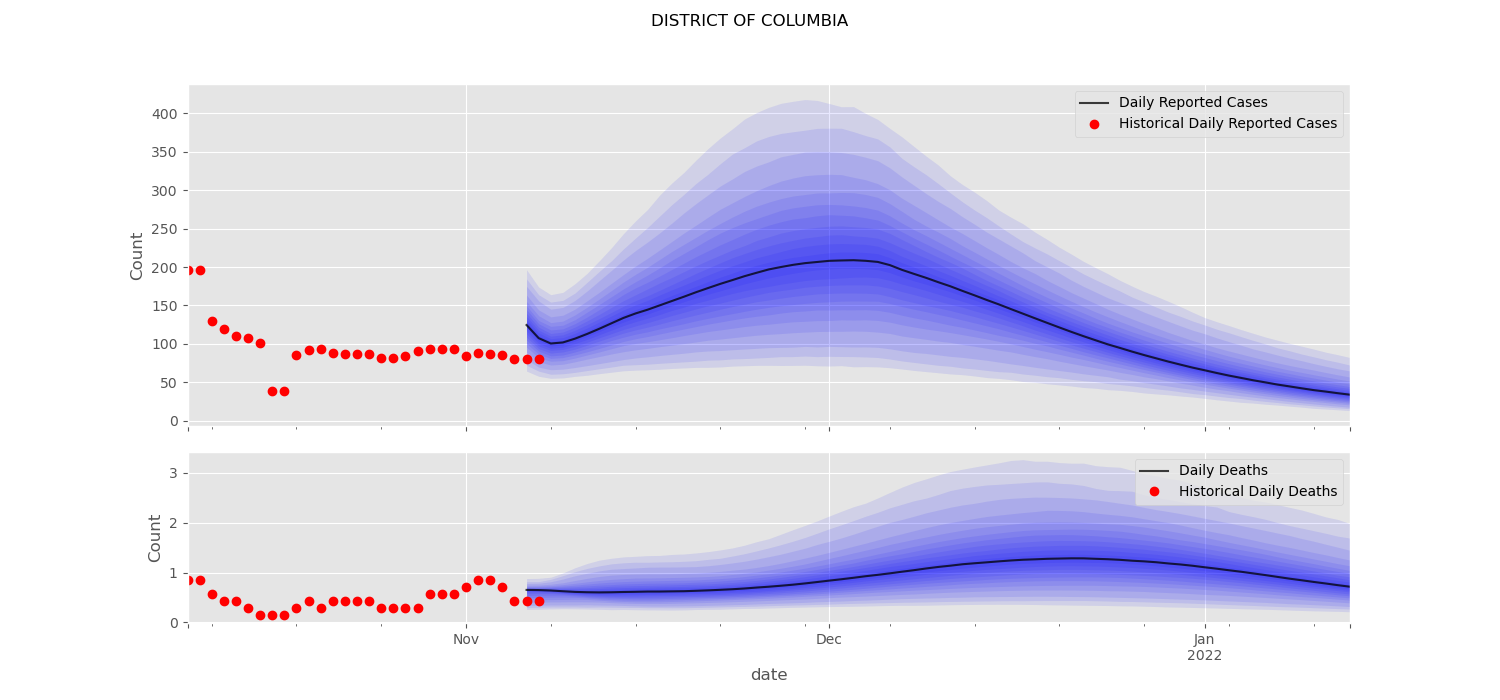 DISTRICT OF COLUMBIA
Daily Reported Cases
Historical Daily Reported Cases
400
350
300
250
200
150
100
50
0
Count
Daily Deaths
Historical Daily Deaths
3
2
1
0
Count
Nov
Dec
Jan
2022
date